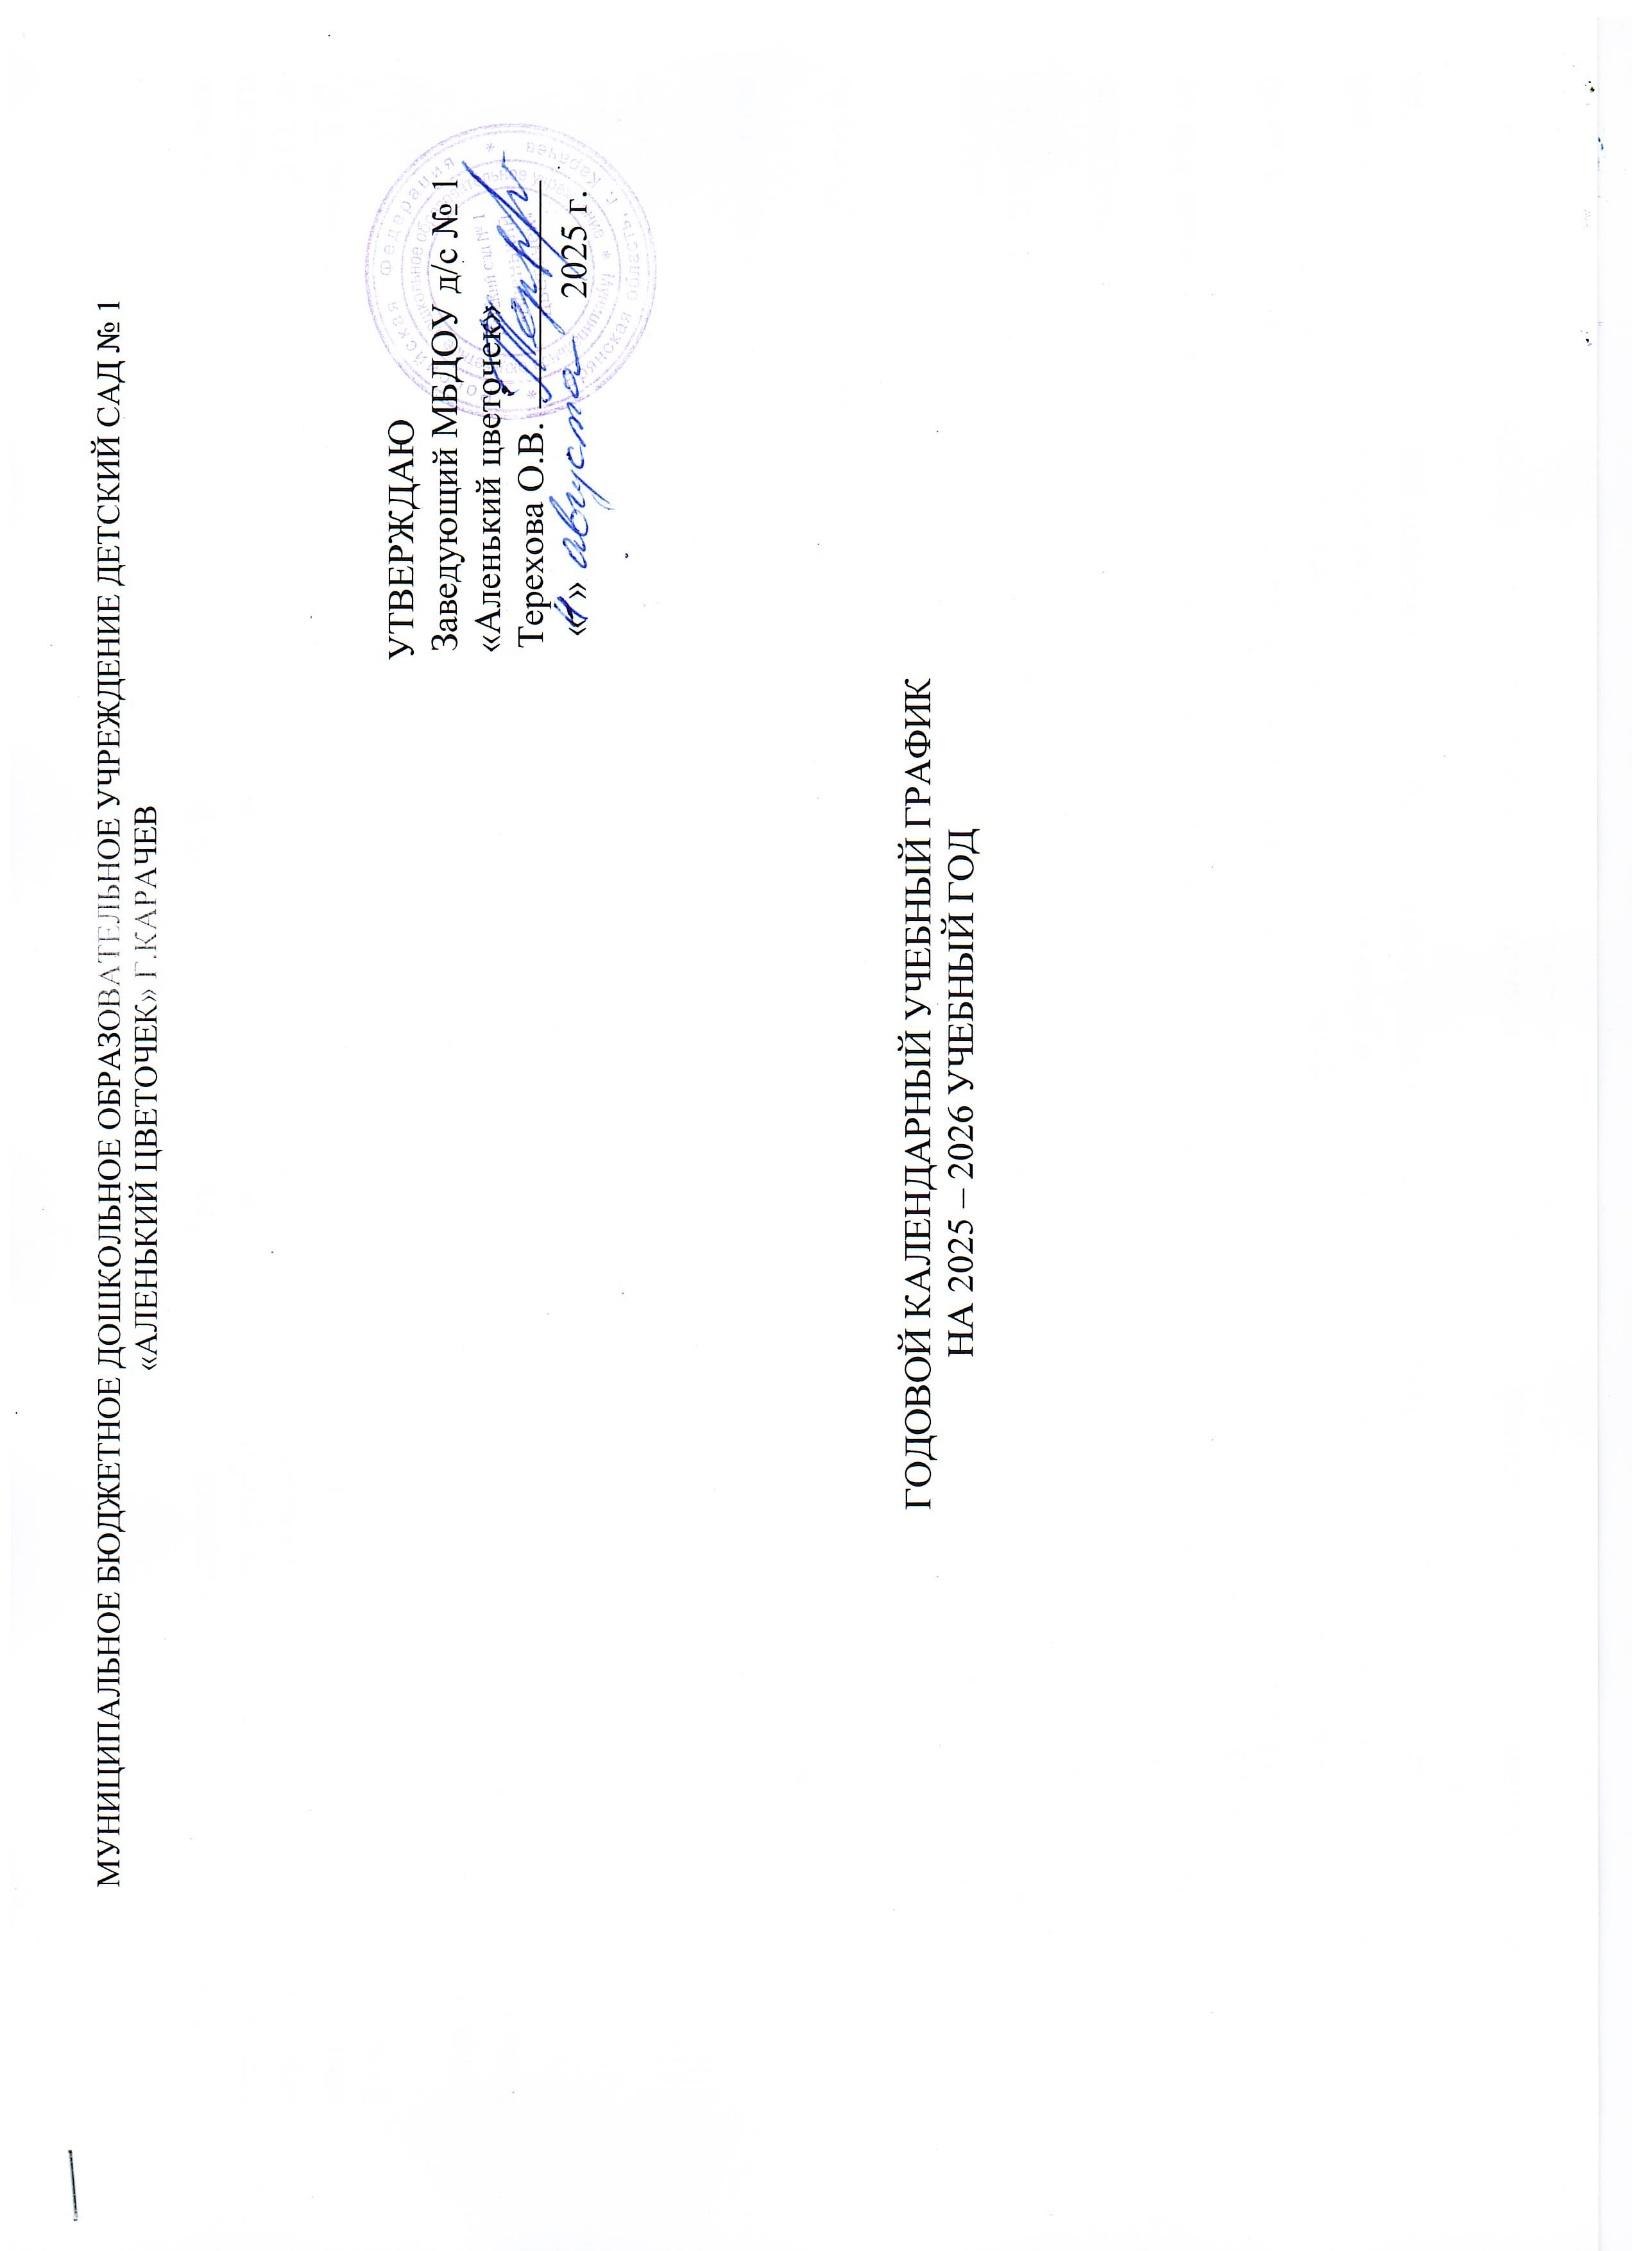 МУНИЦИПАЛЬНОЕ БЮДЖЕТНОЕ ДОШКОЛЬНОЕ ОБРАЗОВАТЕЛЬНОЕ УЧРЕЖДЕНИЕ ДЕТСКИЙ САД № 1
«АЛЕНЬКИЙ ЦВЕТОЧЕК» Г.КАРАЧЕВ
УТВЕРЖДАЮ
Заведующий МБДОУ д/с № 1
«Аленький цветочек»
Терехова О.В.
« » августа 2025 г.
ГОДОВОЙ КАЛЕНДАРНЫЙ УЧЕБНЫЙ ГРАФИК
НА 2025 – 2026 УЧЕБНЫЙ ГОД